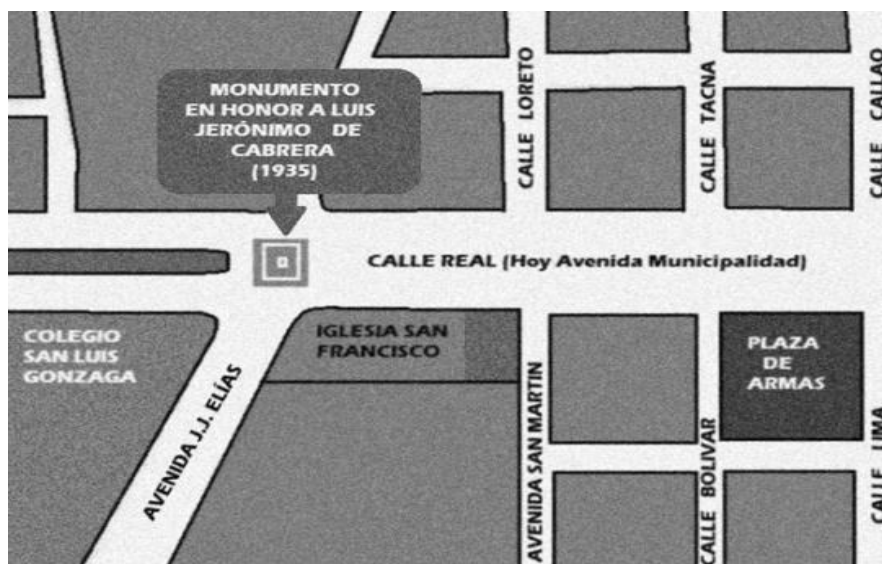 MONUMENTO
EN HONOR A LUIS
JERÓNIMO DE
CABRERA
(1935)
CALLE LORETO
CALLE TACNA
CALLE CALLAO
CALLE REAL (Hoy Avenida Municipalidad)
COLEGIO
SAN LUIS
GONZAGA
IGLESIA SAN
FRANCISCO
PLAZA
DE
ARMAS
AVENIDA J.J. ELÍAS
AVENIDA SAN MARTIN
CALLE BOLIVAR
CALLE LIMA